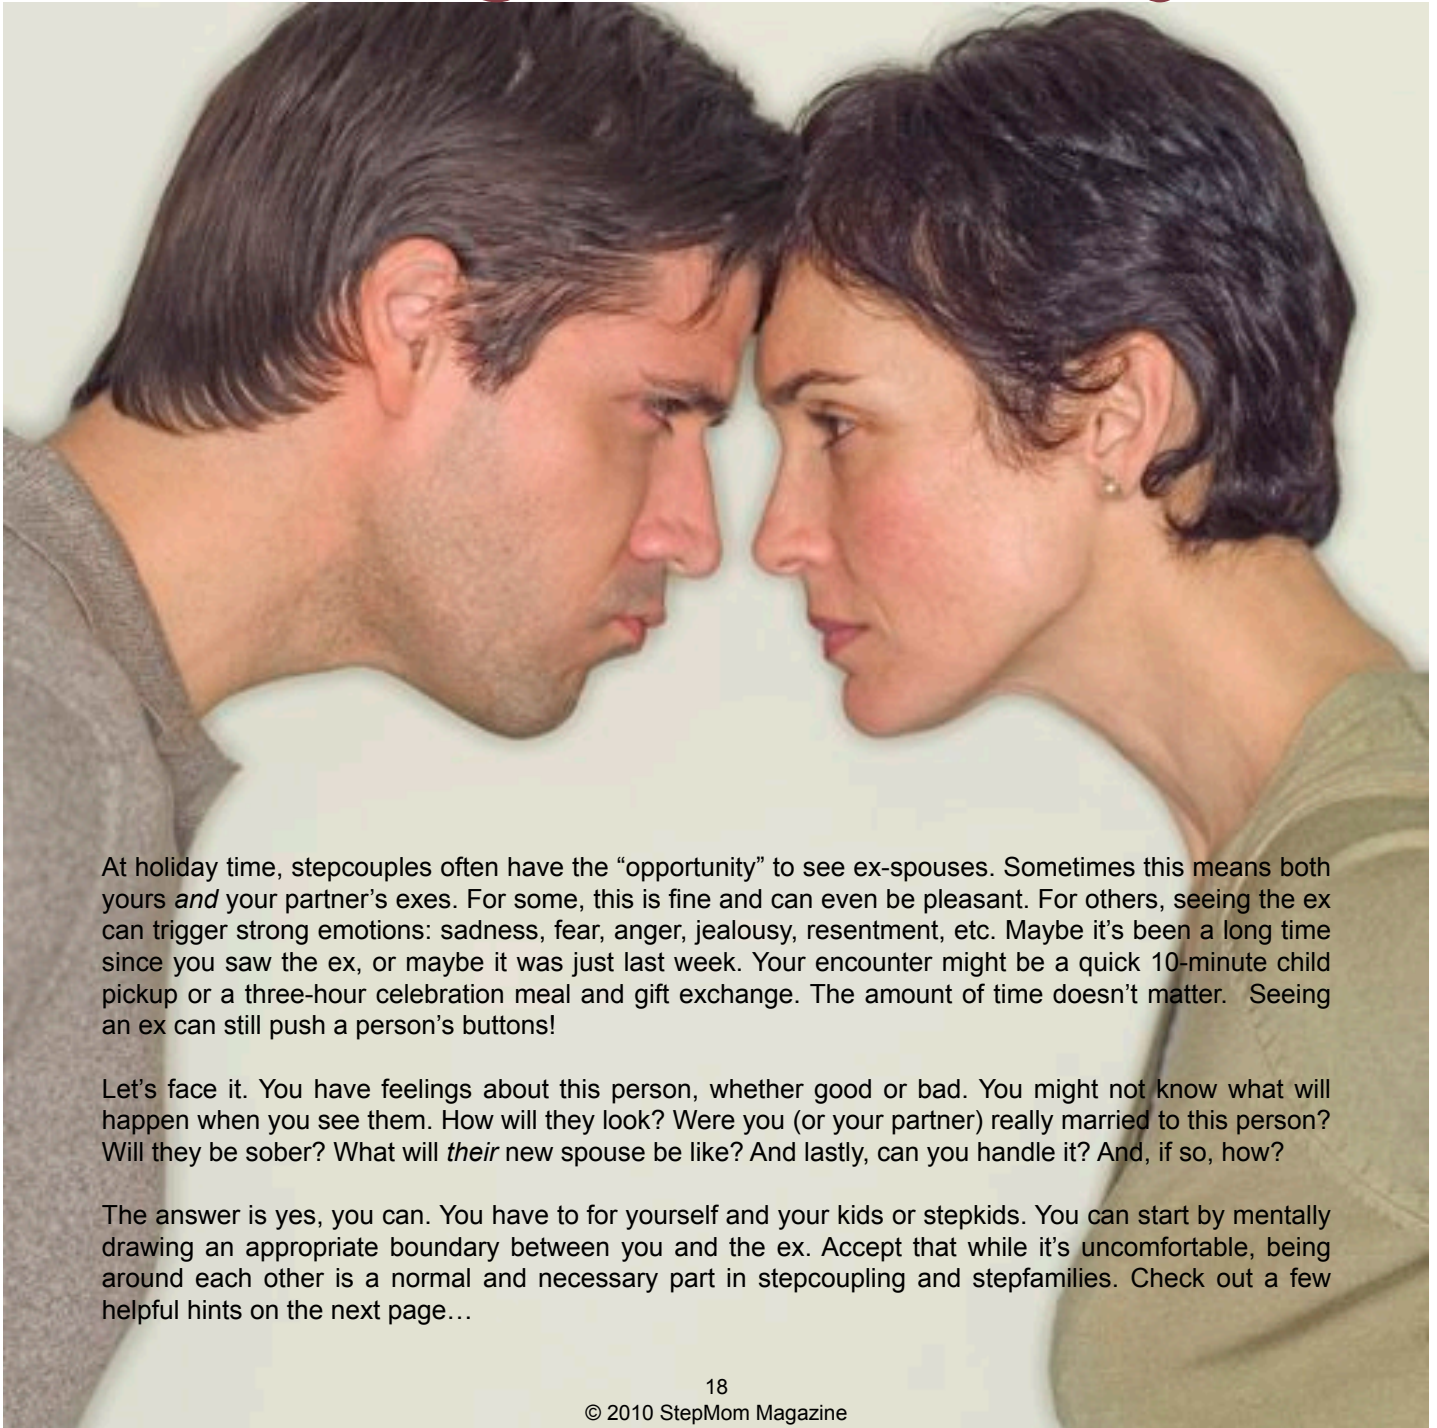 At holiday time, stepcouples often have the “opportunity” to see ex-spouses. Sometimes this means both
yours and your partner’s exes. For some, this is fine and can even be pleasant. For others, seeing the ex
can trigger strong emotions: sadness, fear, anger, jealousy, resentment, etc. Maybe it’s been a long time
since you saw the ex, or maybe it was just last week. Your encounter might be a quick 10-minute child
pickup or a three-hour celebration meal and gift exchange. The amount of time doesn’t matter.  Seeing
an ex can still push a person’s buttons!
Let’s face it. You have feelings about this person, whether good or bad. You might not know what will
happen when you see them. How will they look? Were you (or your partner) really married to this person?
Will they be sober? What will their new spouse be like? And lastly, can you handle it? And, if so, how?
The answer is yes, you can. You have to for yourself and your kids or stepkids. You can start by mentally
drawing an appropriate boundary between you and the ex. Accept that while it’s uncomfortable, being
around each other is a normal and necessary part in stepcoupling and stepfamilies. Check out a few
helpful hints on the next page…
18
© 2010 StepMom Magazine